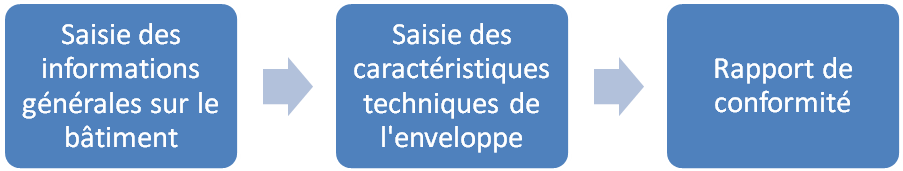 Saisie des
informations
générales sur le
bâtiment
Saisie des
caractéristiques
techniques de
l'enveloppe
Rapport de
conformité